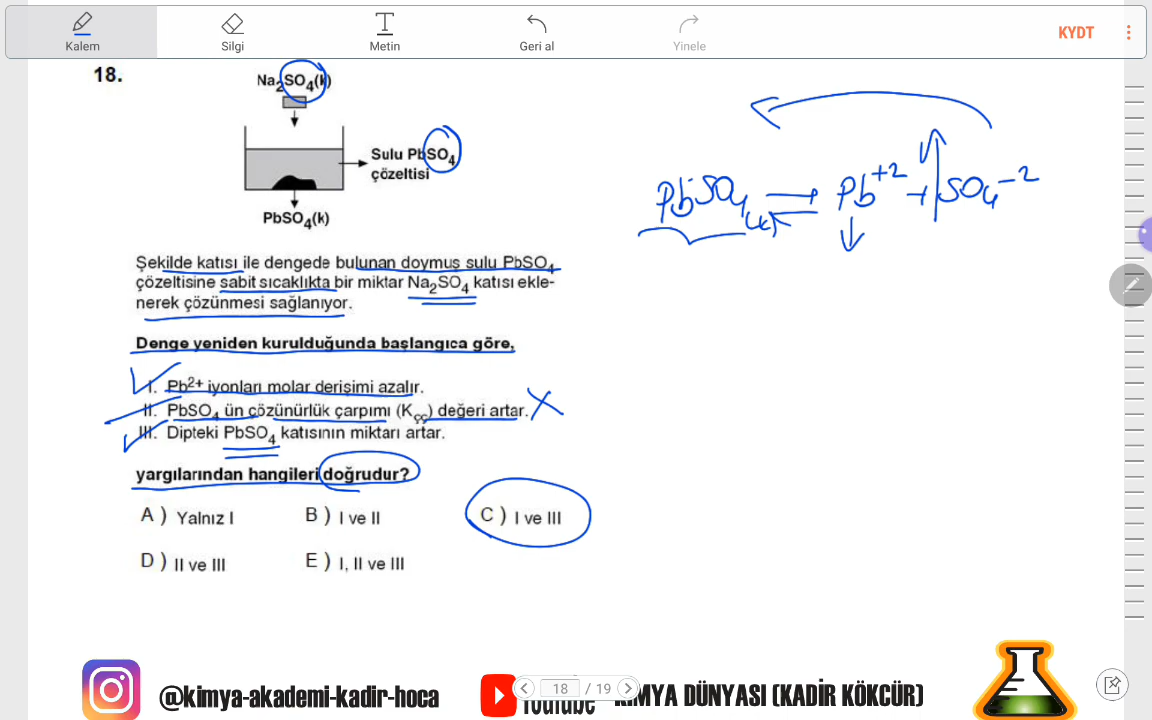 Kalem
Silgi
Metin
Geri al
Yinele
KYDT
18.
Na2SO4(k)
Sulu PbSO4
çözeltisi
PbSO4(k)
PbSO4(k) ⇌ Pb+2 + SO4-2
Şekilde katısı ile dengede bulunan doymuş sulu PbSO4
çözeltisine sabit sıcaklıkta bir miktar Na2SO4 katısı ekle-
nerek çözünmesi sağlanıyor.
Denge yeniden kurulduğunda başlangıca göre,
I. Pb2+ iyonları molar derişimi azalır.
II. PbSO4 ün çözünürlük çarpımı (Kçç) değeri artar.
III. Dipteki PbSO4 katısının miktarı artar.
yargılarından hangileri doğrudur?
A ) Yalnız I
B ) I ve II
C ) I ve III
D ) II ve III
E ) I, II ve III
@kimya-akademi-kadir-hoca
YouTube
KİMYA DÜNYASI (KADİR KÖKÇÜR)
18 / 19